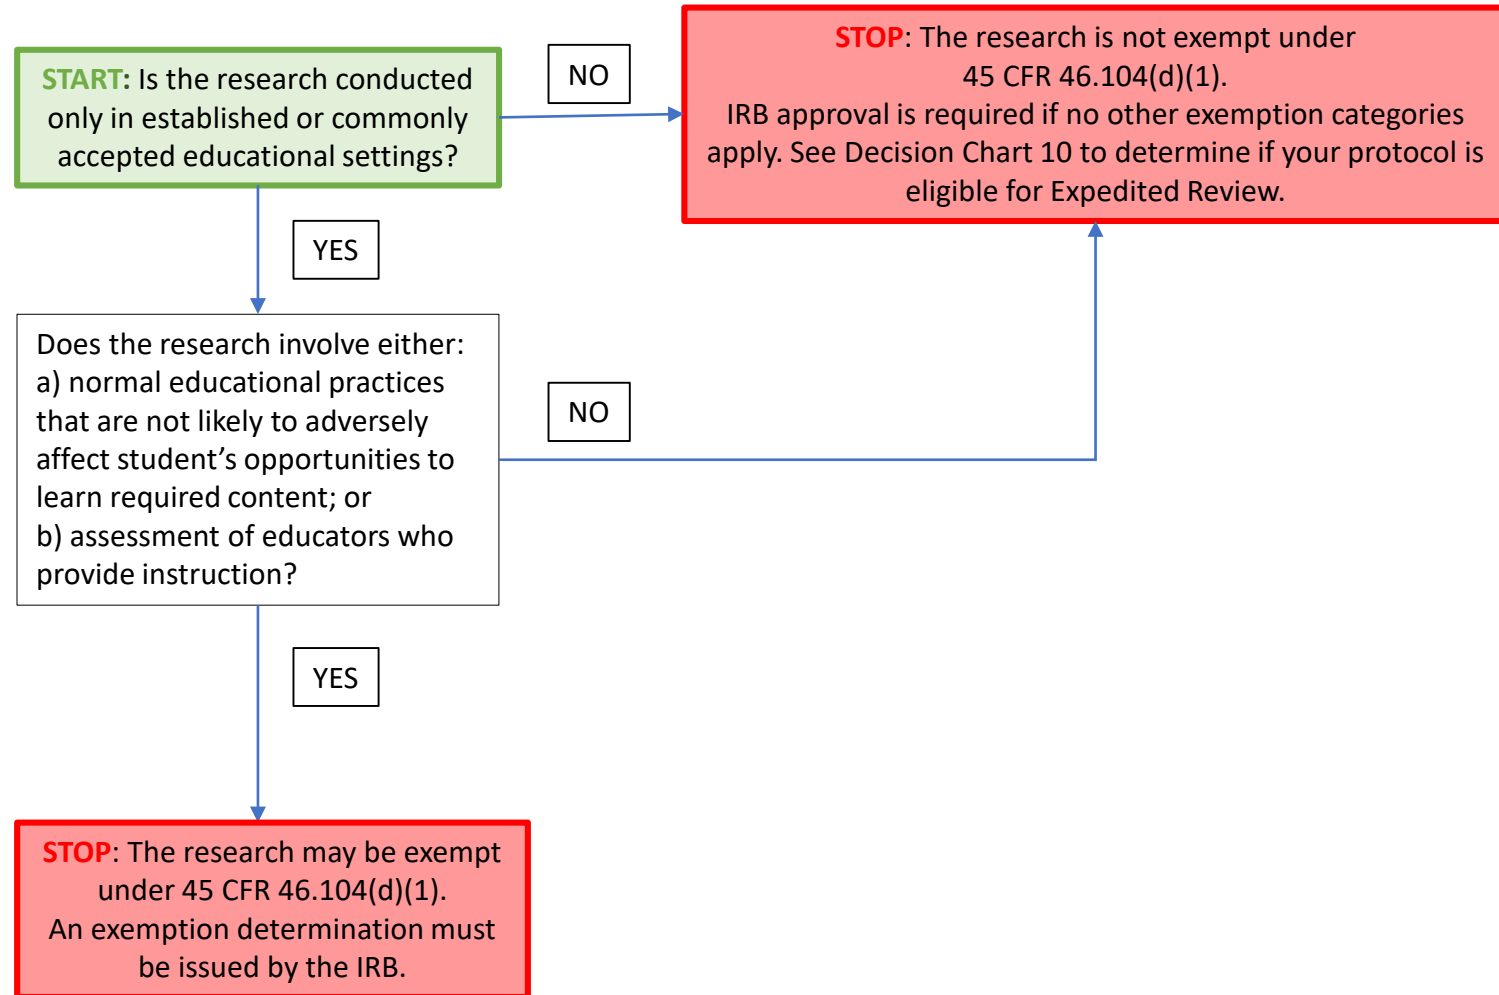 START: Is the research conducted
only in established or commonly
accepted educational settings?
NO
STOP: The research is not exempt under
45 CFR 46.104(d)(1).
IRB approval is required if no other exemption categories
apply. See Decision Chart 10 to determine if your protocol is
eligible for Expedited Review.
YES
Does the research involve either:
a) normal educational practices
that are not likely to adversely
affect student’s opportunities to
learn required content; or
b) assessment of educators who
provide instruction?
NO
YES
STOP: The research may be exempt
under 45 CFR 46.104(d)(1).
An exemption determination must
be issued by the IRB.